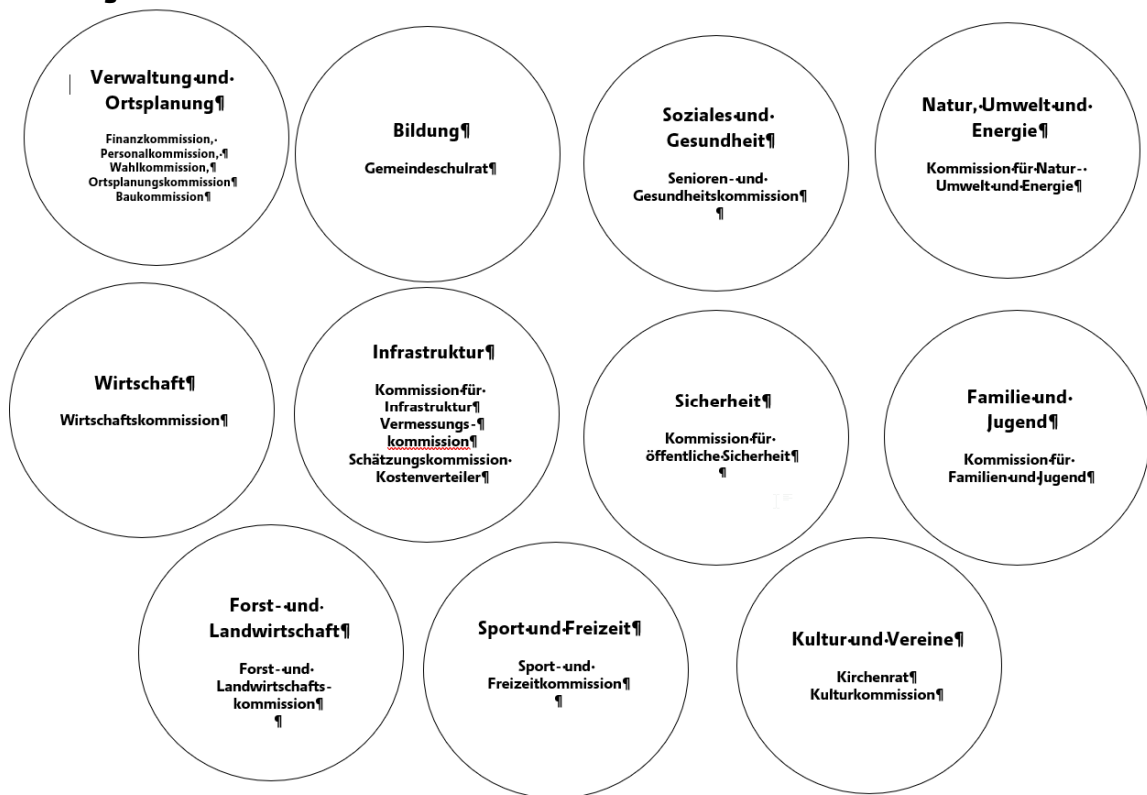 Verwaltung·und·
Ortsplanung¶
Finanzkommission,·
Personalkommission,·¶
Wahlkommission,¶
Ortsplanungskommission¶
Baukommission¶
Bildung¶
Gemeindeschulrat¶
Soziales·und·
Gesundheit¶
Senioren-·und·
Gesundheitskommission¶
¶
Natur,·Umwelt·und·
Energie¶
Kommission·für·Natur-·
Umwelt·und·Energie¶
Wirtschaft¶
Wirtschaftskommission¶
Infrastruktur¶
Kommission·für·
Infrastruktur¶
Vermessungs-¶
kommission¶
Schätzungskommission·
Kostenverteiler¶
Sicherheit¶
Kommission·für·
öffentliche·Sicherheit¶
¶
Familie·und·
Jugend¶
Kommission·für·
Familien·und·Jugend¶
Forst-·und·
Landwirtschaft¶
Forst-·und·
Landwirtschafts-
kommission¶
¶
Sport·und·Freizeit¶
Sport-·und·
Freizeitkommission¶
¶
Kultur·und·Vereine¶
Kirchenrat¶
Kulturkommission¶